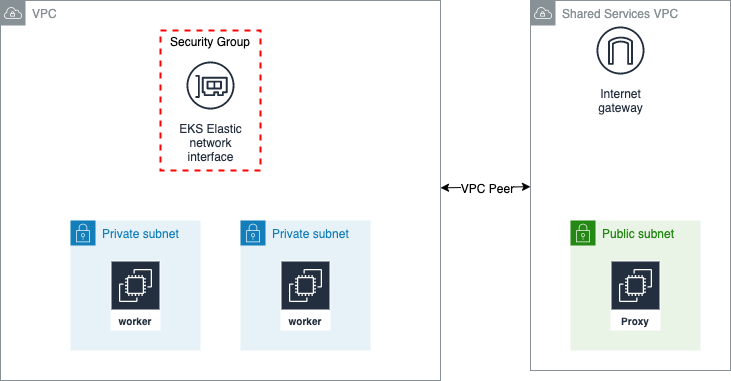 VPC
Security Group
EKS Elastic
network
interface
Private subnet
worker
Private subnet
worker
VPC Peer
Shared Services VPC
Internet
gateway
Public subnet
Proxy